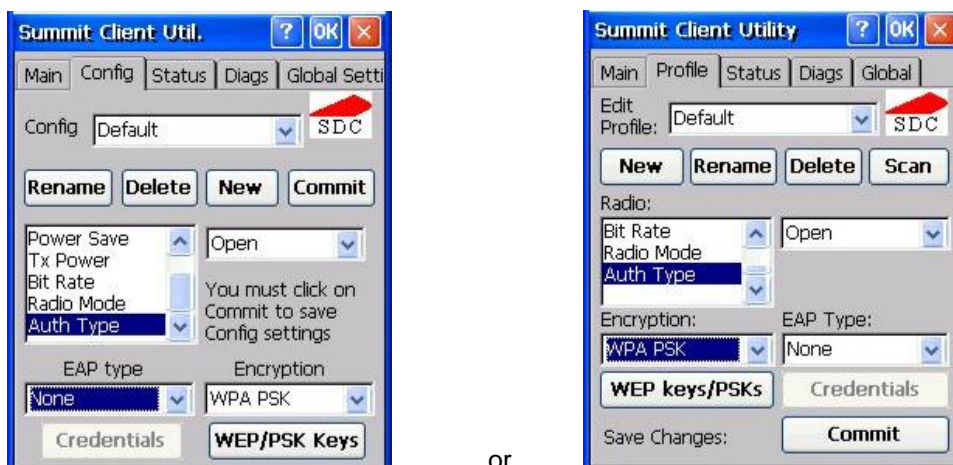 Summit Client Util. ? OK X
Main Config Status Diags Global Setti
Config Default SDC
Rename Delete New Commit
Power Save
Tx Power
Bit Rate
Radio Mode
Auth Type
Open
You must click on
Commit to save
Config settings
EAP type Encryption
None WPA PSK
Credentials WEP/PSK Keys
or
Summit Client Utility ? OK X
Main Profile Status Diags Global
Edit
Profile: Default SDC
New Rename Delete Scan
Radio:
Bit Rate
Radio Mode
Auth Type
Open
Encryption: EAP Type:
WPA PSK None
WEP keys/PSKs Credentials
Save Changes: Commit